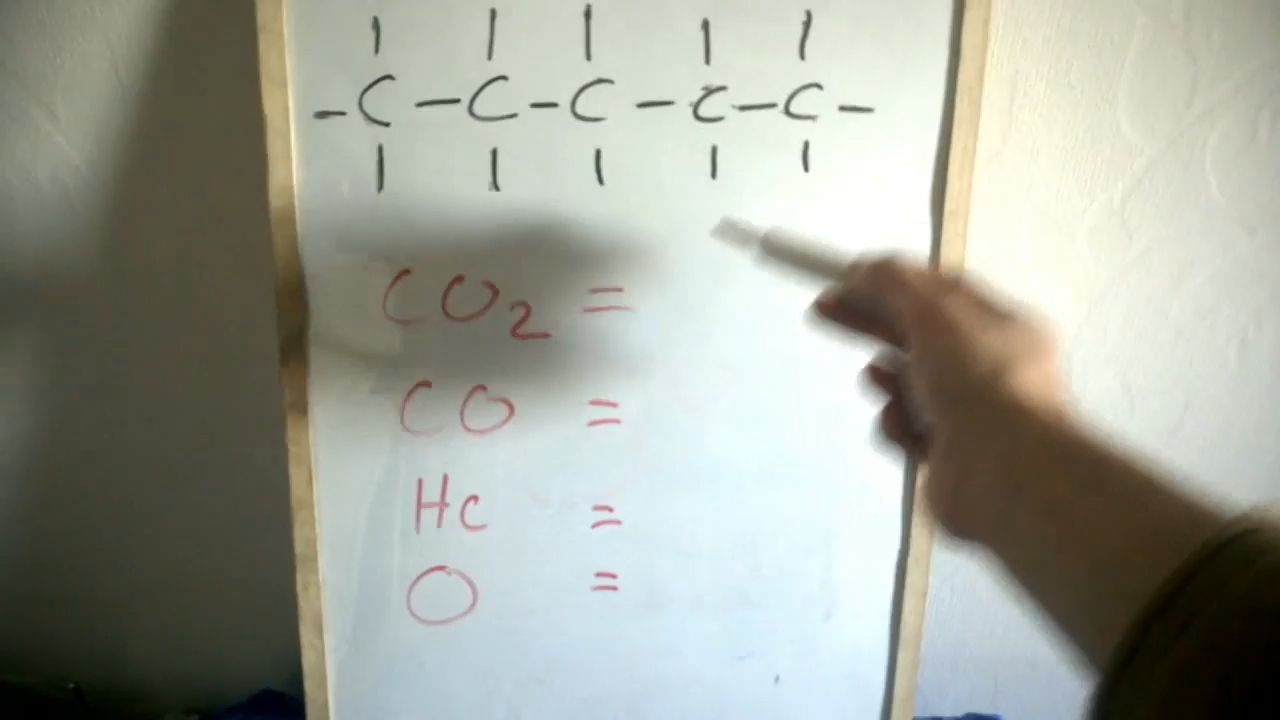 -C-C-C-C-C-
CO₂ =
CO =
Hc =
O =